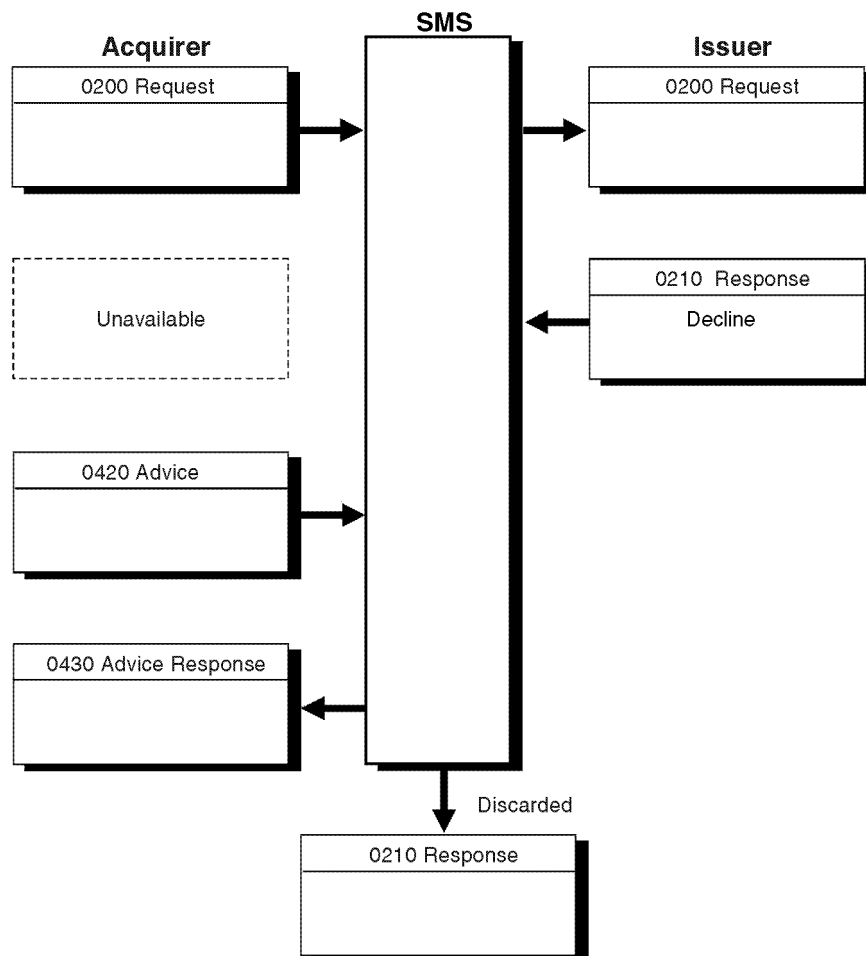 SMS
Acquirer
Issuer
0200 Request
0200 Request
Unavailable
0210 Response
Decline
0420 Advice
0430 Advice Response
Discarded
0210 Response